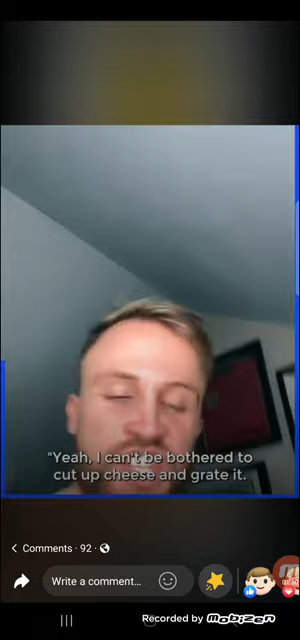 "Yeah, I can't be bothered to
cut up cheese and grate it.
Comments · 92 ·
Write a comment...
Recorded by mobizen